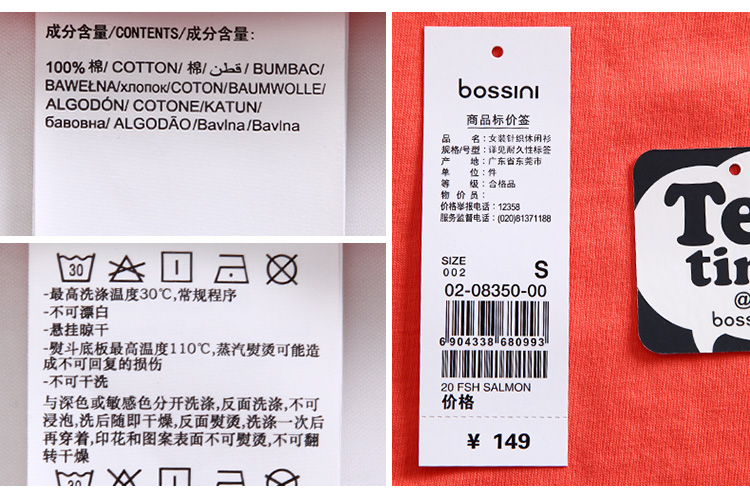 成分含量/CONTENTS/成分含量:
100% 棉/ COTTON/ 棉/ قطن / BUMBAC/
BAWEŁNA/хлопок/COTON/BAUMWOLLE/
ALGODÓN/ COTONE/KATUN/
бавовна/ ALGODÃO/Bavlna/Bavlna
30
-最高洗涤温度30℃,常规程序
-不可漂白
-悬挂晾干
-熨斗底板最高温度110℃,蒸汽熨烫可能造
成不可回复的损伤
-不可干洗
与深色或敏感色分开洗涤,反面洗涤,不可
浸泡,洗后随即干燥,反面熨烫,洗涤一次后
再穿着,印花和图案表面不可熨烫,不可翻
转干燥
30
bossini
商品标价签
品 名:女装针织休闲衫
规格/号型:详见耐久性标签
产 地:广东省东莞市
单 位:件
等 级:合格品
物 价 员:
价格举报电话:12358
服务监督电话:(020)81371188
SIZE
002 S
02-08350-00
6 904338 680993
20 FSH SALMON
价格
¥ 149
Te
tin
@
boss